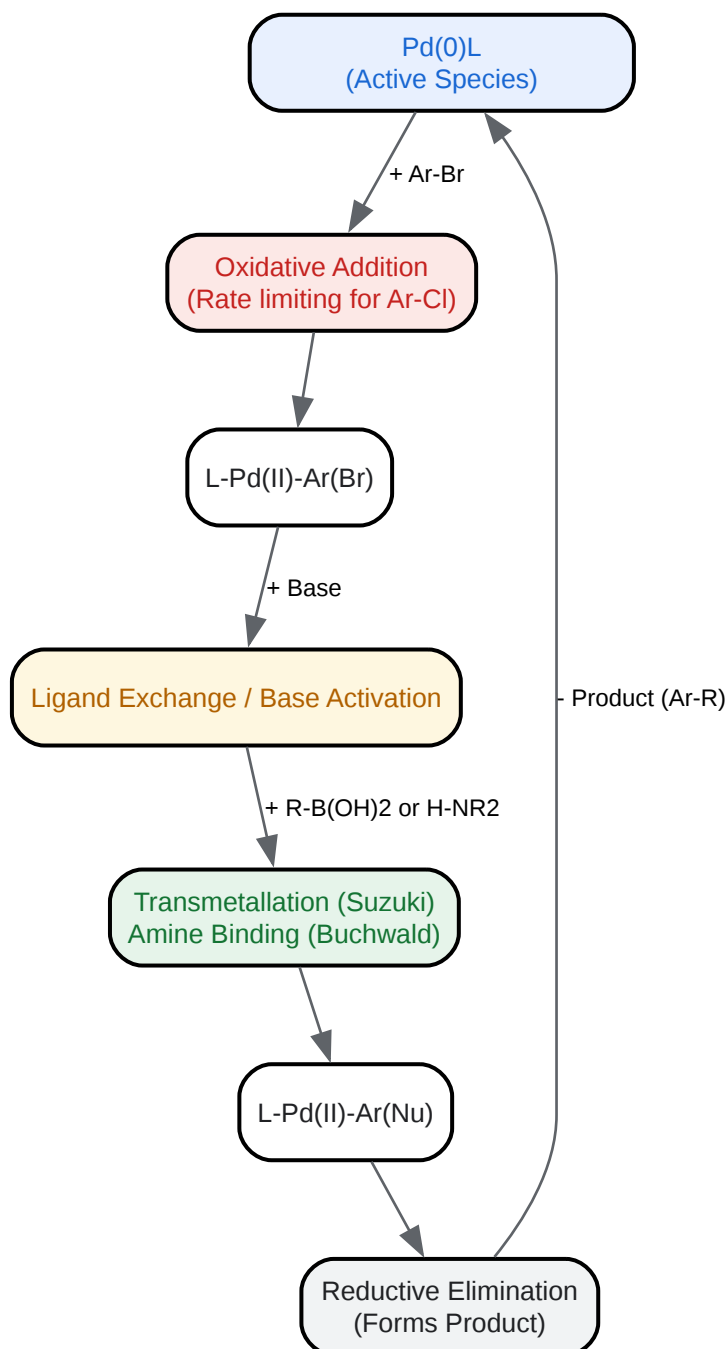 Pd(0)L
(Active Species)
+ Ar-Br
Oxidative Addition
(Rate limiting for Ar-Cl)
L-Pd(II)-Ar(Br)
+ Base
Ligand Exchange / Base Activation
- Product (Ar-R)
+ R-B(OH)2 or H-NR2
Transmetallation (Suzuki)
Amine Binding (Buchwald)
L-Pd(II)-Ar(Nu)
Reductive Elimination
(Forms Product)